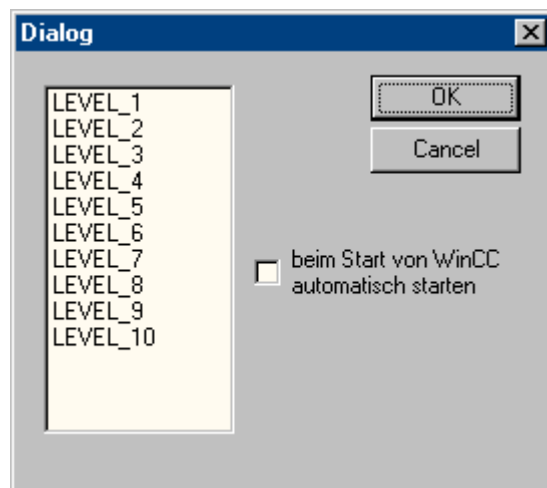 Dialog
LEVEL_1
LEVEL_2
LEVEL_3
LEVEL_4
LEVEL_5
LEVEL_6
LEVEL_7
LEVEL_8
LEVEL_9
LEVEL_10
OK
Cancel
beim Start von WinCC
automatisch starten